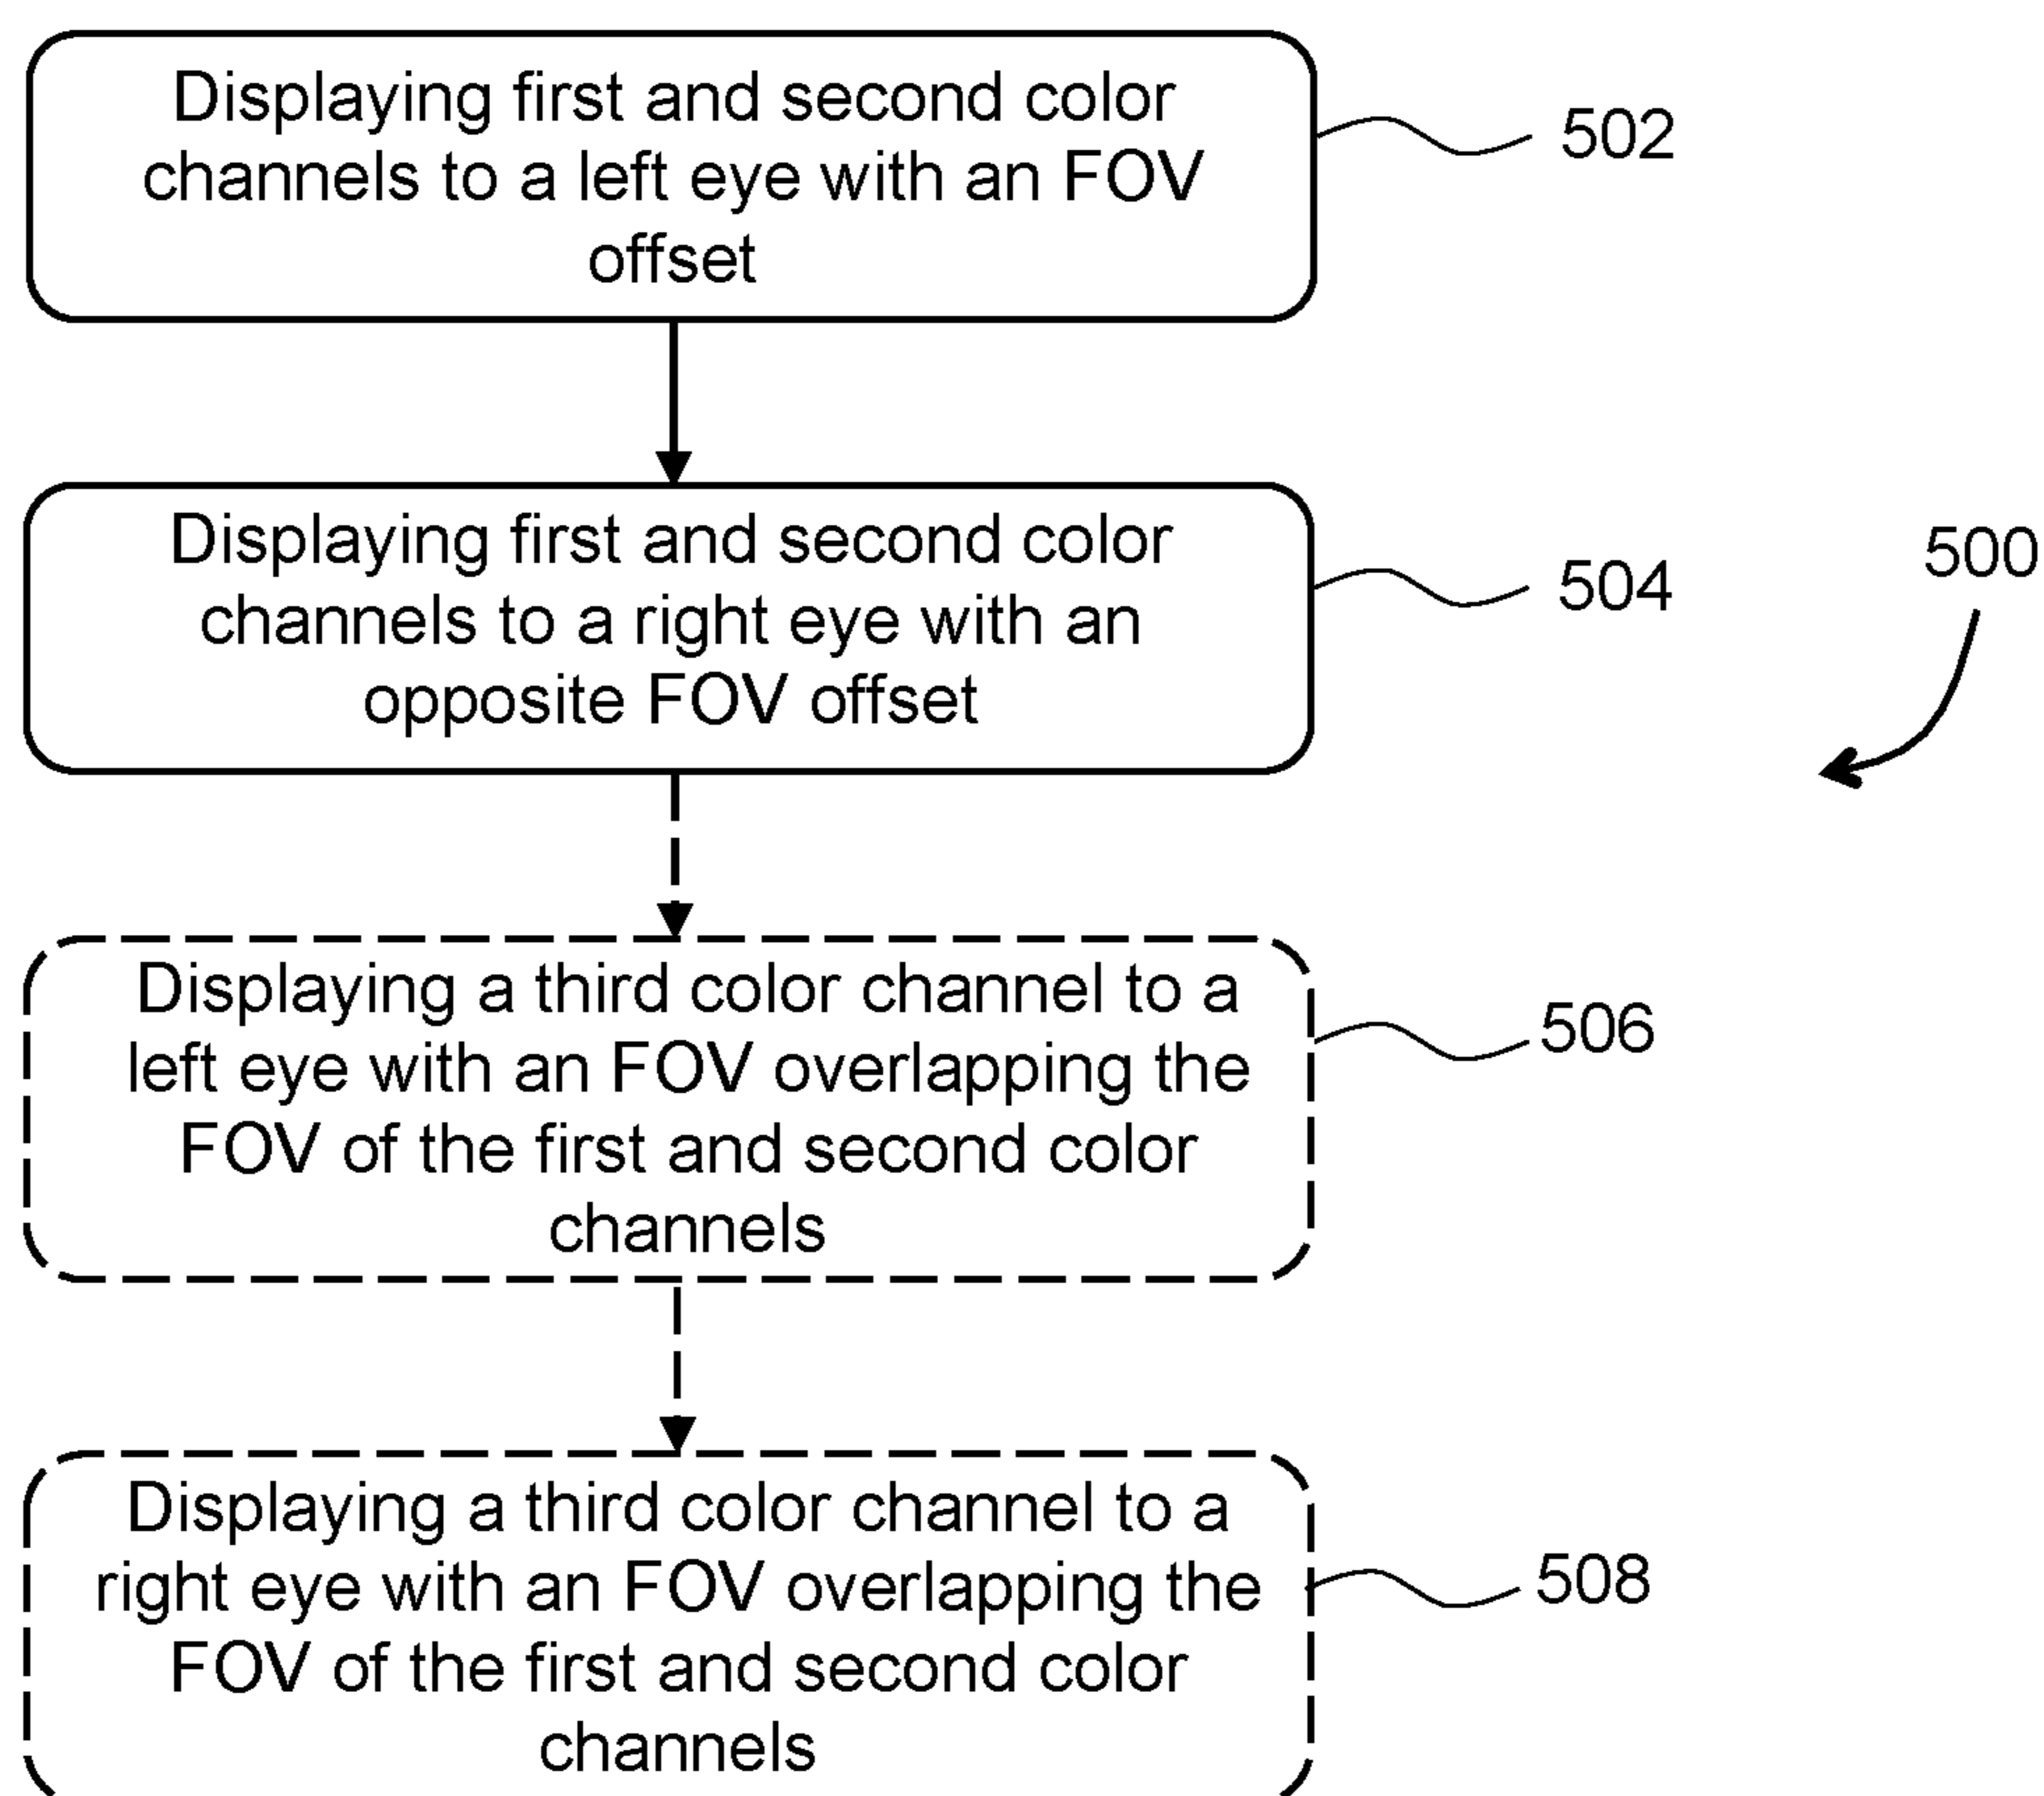 Displaying first and second color
channels to a left eye with an FOV
offset
502
Displaying first and second color
channels to a right eye with an
opposite FOV offset
504
500
Displaying a third color channel to a
left eye with an FOV overlapping the
FOV of the first and second color
channels
506
Displaying a third color channel to a
right eye with an FOV overlapping the
FOV of the first and second color
channels
508